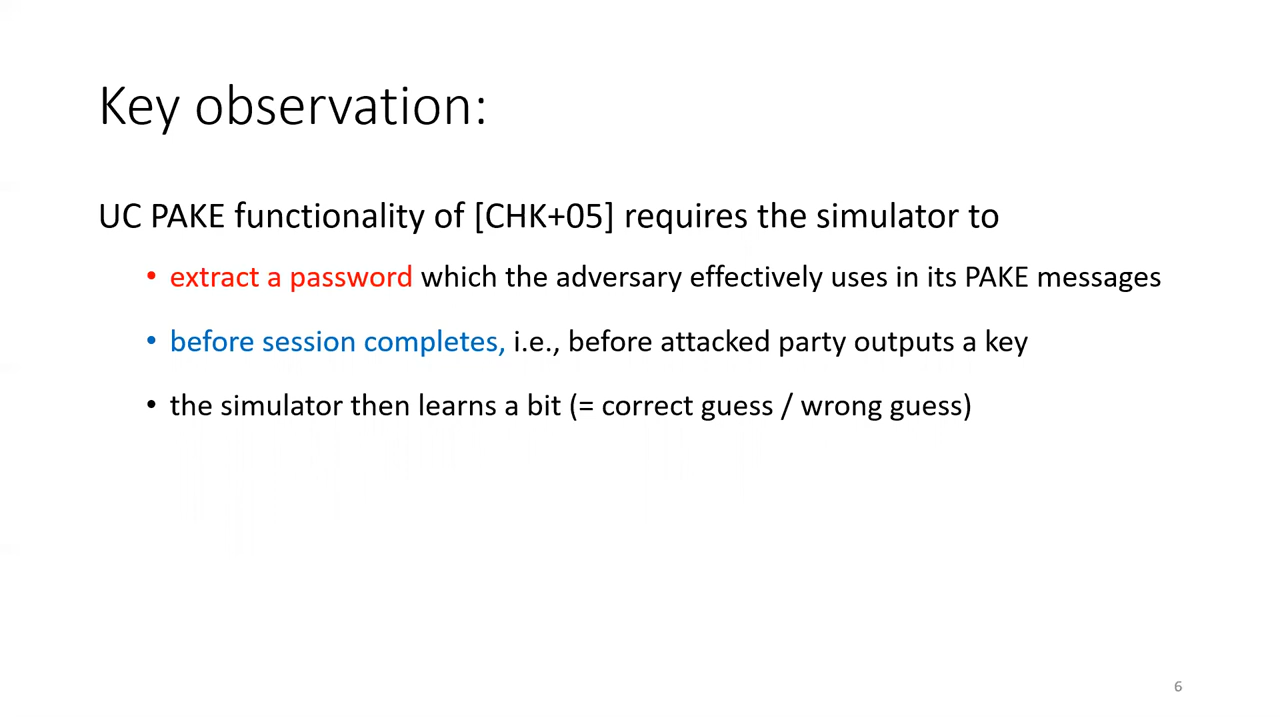 Key observation:
UC PAKE functionality of [CHK+05] requires the simulator to
• extract a password which the adversary effectively uses in its PAKE messages
• before session completes, i.e., before attacked party outputs a key
• the simulator then learns a bit (= correct guess / wrong guess)
6